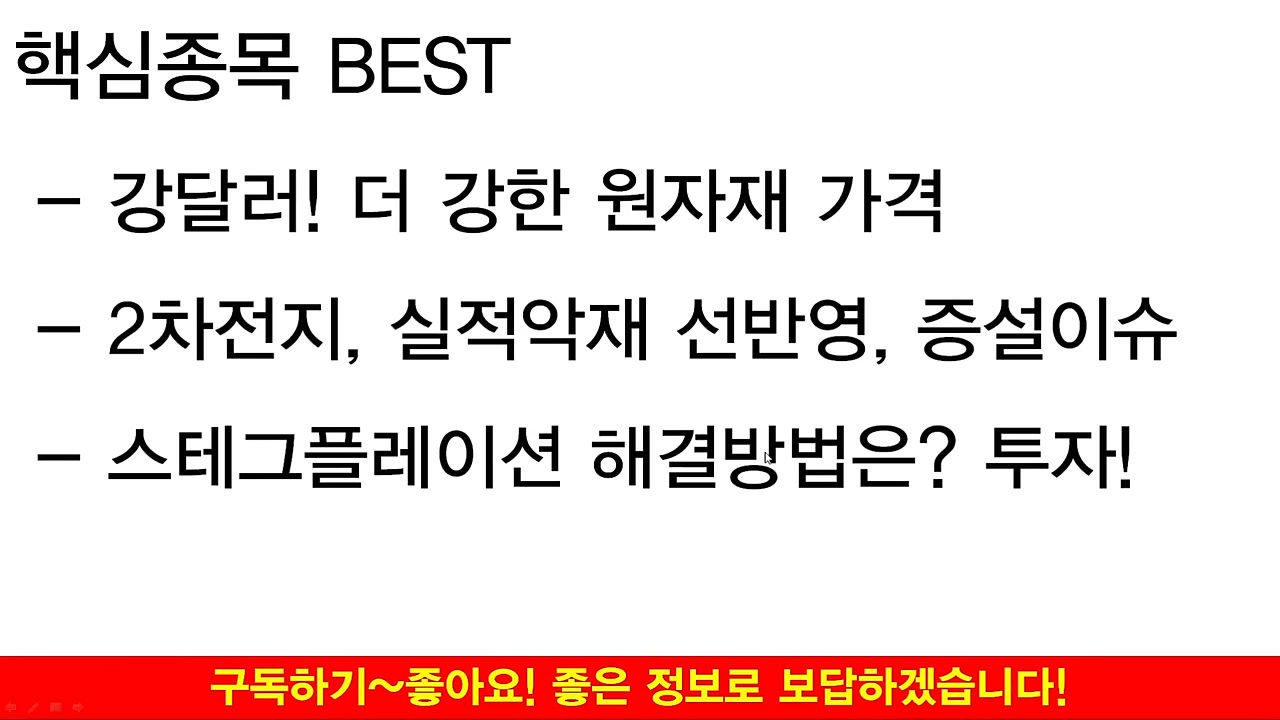 핵심종목 BEST
- 강달러! 더 강한 원자재 가격
- 2차전지, 실적악재 선반영, 증설이슈
- 스테그플레이션 해결방법은? 투자!
구독하기~좋아요! 좋은 정보로 보답하겠습니다!